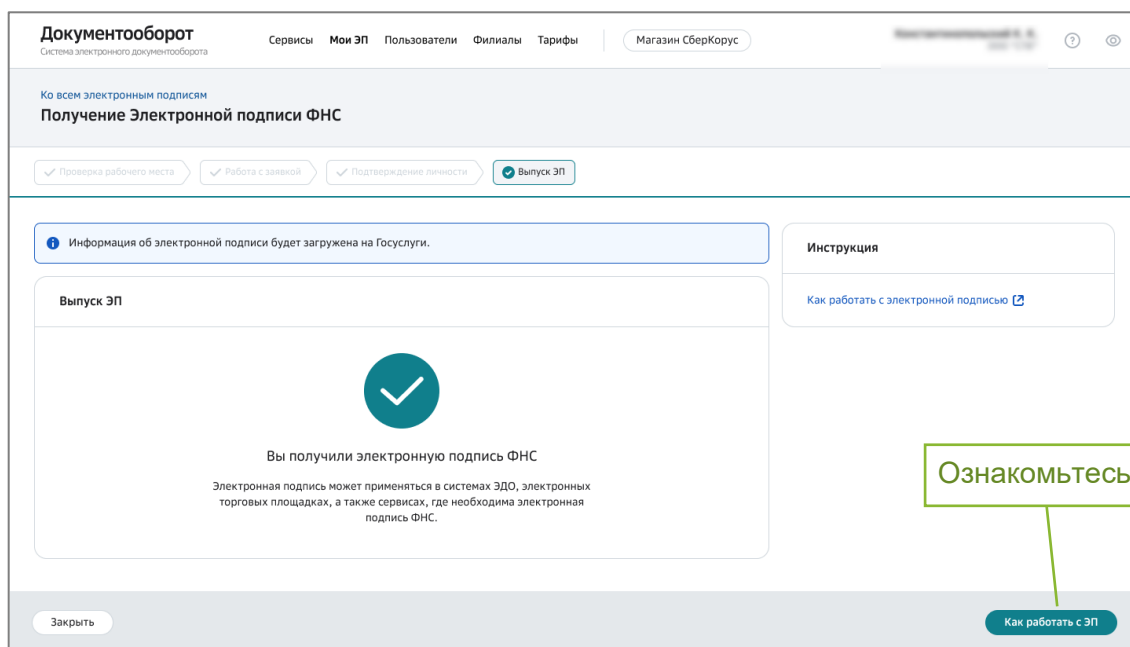 Документооборот
Система электронного документооборота
Сервисы Мои ЭП Пользователи Филиалы Тарифы Магазин СберКорус
Ко всем электронным подписям
Получение Электронной подписи ФНС
Проверка рабочего места Работа с заявкой Подтверждение личности Выпуск ЭП
Информация об электронной подписи будет загружена на Госуслуги.
Инструкция
Выпуск ЭП
Как работать с электронной подписью
Вы получили электронную подпись ФНС
Электронная подпись может применяться в системах ЭДО, электронных
торговых площадках, а также сервисах, где необходима электронная
подпись ФНС.
Ознакомьтесь
Закрыть
Как работать с ЭП